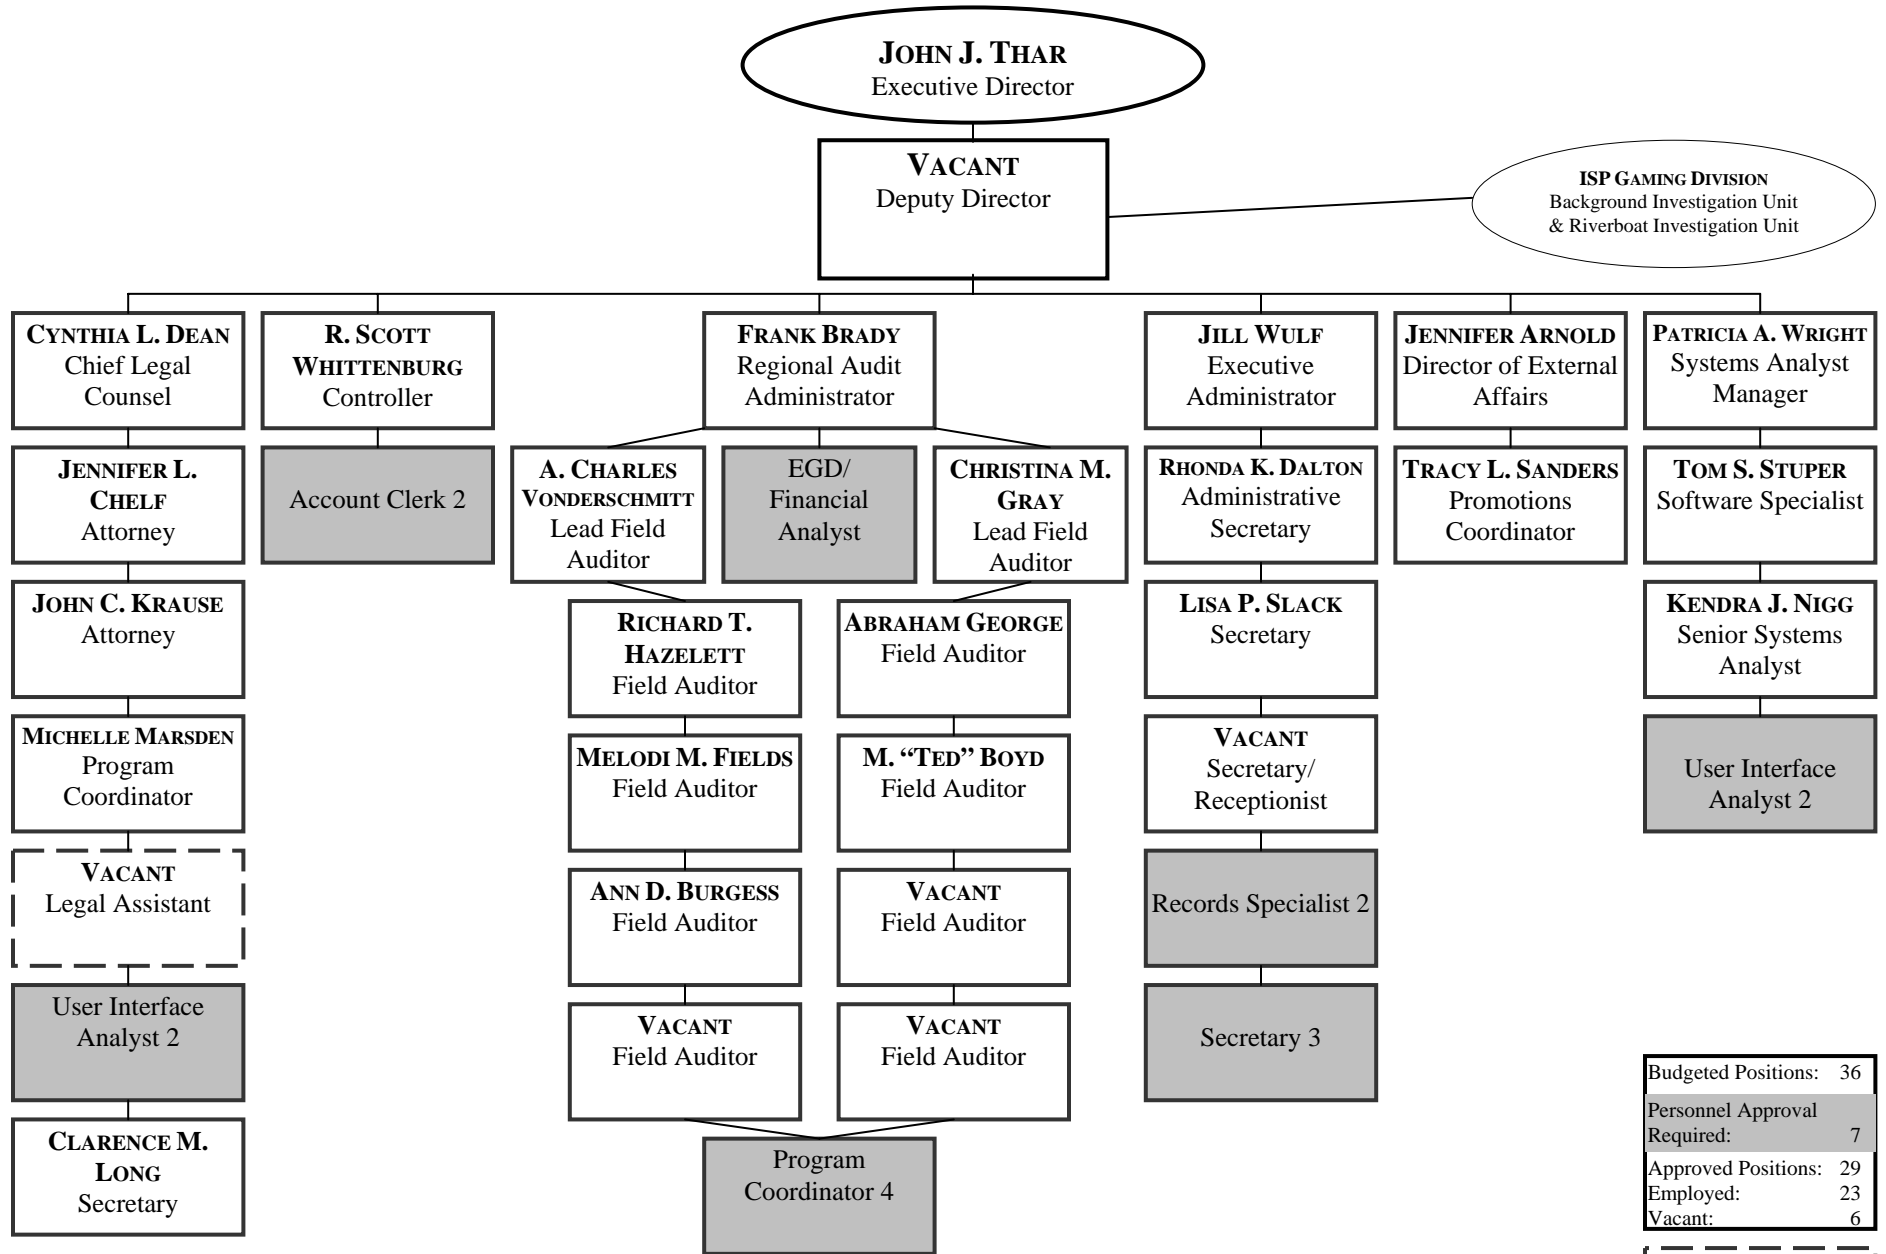 JOHN J. THAR
Executive Director
VACANT
Deputy Director
ISP GAMING DIVISION
Background Investigation Unit
& Riverboat Investigation Unit
CYNTHIA L. DEAN
Chief Legal
Counsel
R. SCOTT
WHITTENBURG
Controller
FRANK BRADY
Regional Audit
Administrator
JILL WULF
Executive
Administrator
JENNIFER ARNOLD
Director of External
Affairs
PATRICIA A. WRIGHT
Systems Analyst
Manager
JENNIFER L.
CHELF
Attorney
Account Clerk 2
A. CHARLES
VONDERSCHMITT
Lead Field
Auditor
EGD/
Financial
Analyst
CHRISTINA M.
GRAY
Lead Field
Auditor
RHONDA K. DALTON
Administrative
Secretary
TRACY L. SANDERS
Promotions
Coordinator
TOM S. STUPER
Software Specialist
JOHN C. KRAUSE
Attorney
RICHARD T.
HAZELETT
Field Auditor
ABRAHAM GEORGE
Field Auditor
LISA P. SLACK
Secretary
KENDRA J. NIGG
Senior Systems
Analyst
MICHELLE MARSDEN
Program
Coordinator
MELODI M. FIELDS
Field Auditor
M. “TED” BOYD
Field Auditor
VACANT
Secretary/
Receptionist
User Interface
Analyst 2
VACANT
Legal Assistant
ANN D. BURGESS
Field Auditor
VACANT
Field Auditor
Records Specialist 2
User Interface
Analyst 2
VACANT
Field Auditor
VACANT
Field Auditor
Secretary 3
CLARENCE M.
LONG
Secretary
Program
Coordinator 4
Budgeted Positions: 36
Personnel Approval
Required: 7
Approved Positions: 29
Employed: 23
Vacant: 6